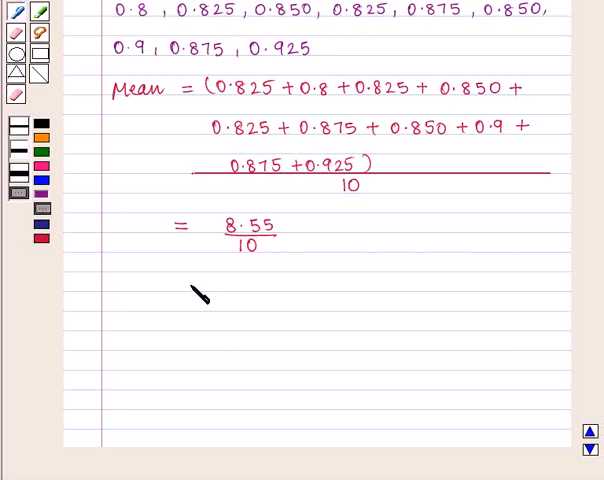 0.8 , 0.825 , 0.850 , 0.825 , 0.875 , 0.850,
0.9 , 0.875 , 0.925
Mean = (0.825 + 0.8 + 0.825 + 0.850 +
0.825 + 0.875 + 0.850 + 0.9 +
0.875 + 0.925)
10
= 8.55
10